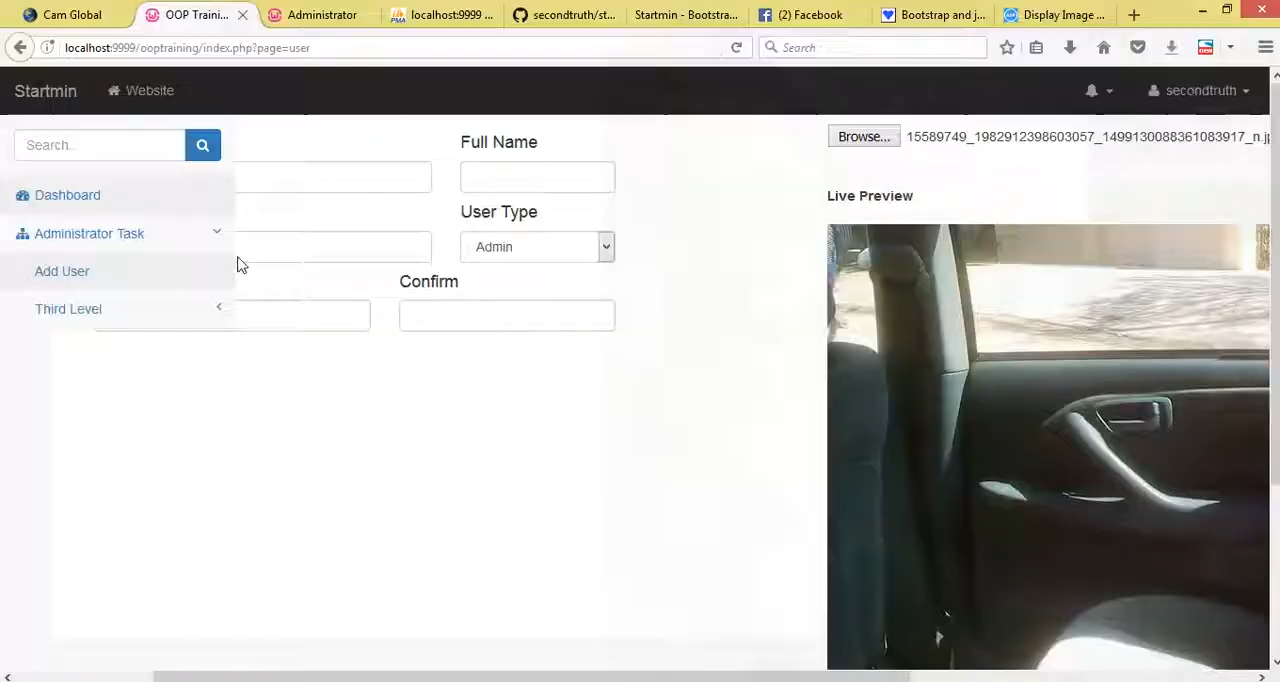 Cam Global
OOP Traini...
Administrator
localhost:9999 ...
secondtruth/st...
Startmin - Bootstra...
(2) Facebook
Bootstrap and j...
Display Image ...
localhost:9999/ooptraining/index.php?page=user
Search
Startmin
Website
secondtruth
Search...
Full Name
Browse...
15589749_1982912398603057_1499130088361083917_n.jp
Dashboard
Live Preview
User Type
Administrator Task
Admin
Add User
Confirm
Third Level